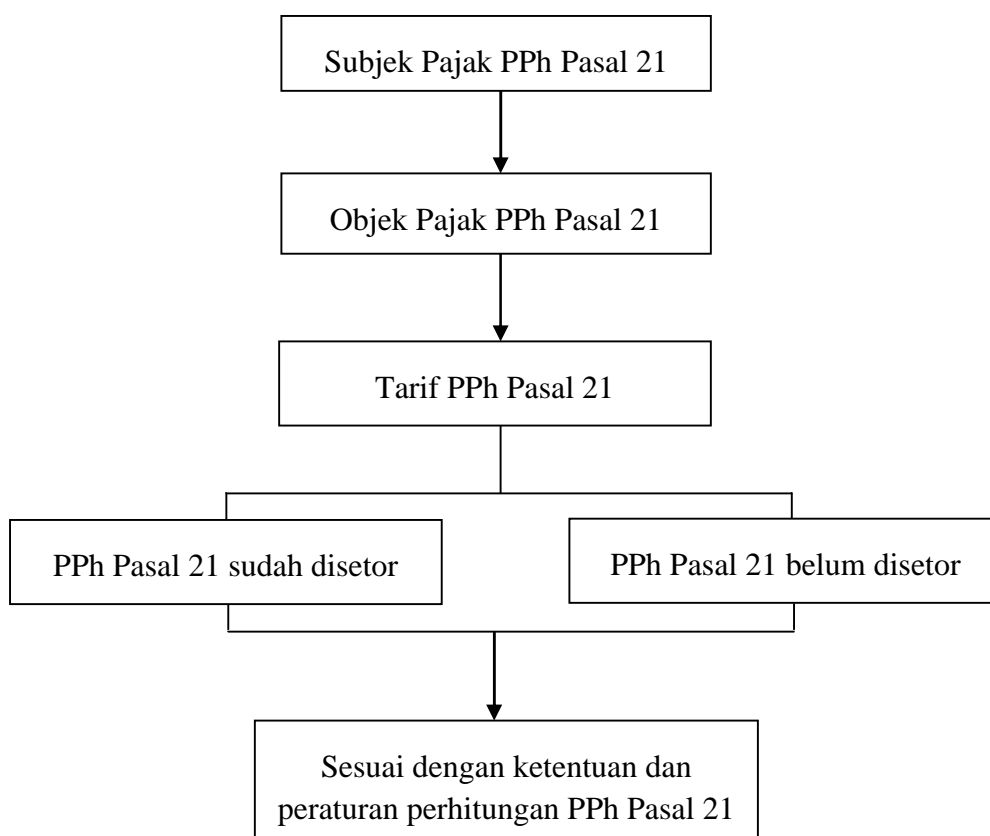 Subjek Pajak PPh Pasal 21
Objek Pajak PPh Pasal 21
Tarif PPh Pasal 21
PPh Pasal 21 sudah disetor
PPh Pasal 21 belum disetor
Sesuai dengan ketentuan dan
peraturan perhitungan PPh Pasal 21